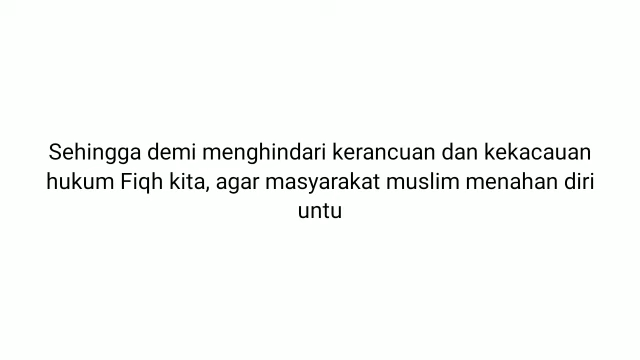 Sehingga demi menghindari kerancuan dan kekacauan
hukum Fiqh kita, agar masyarakat muslim menahan diri
untu